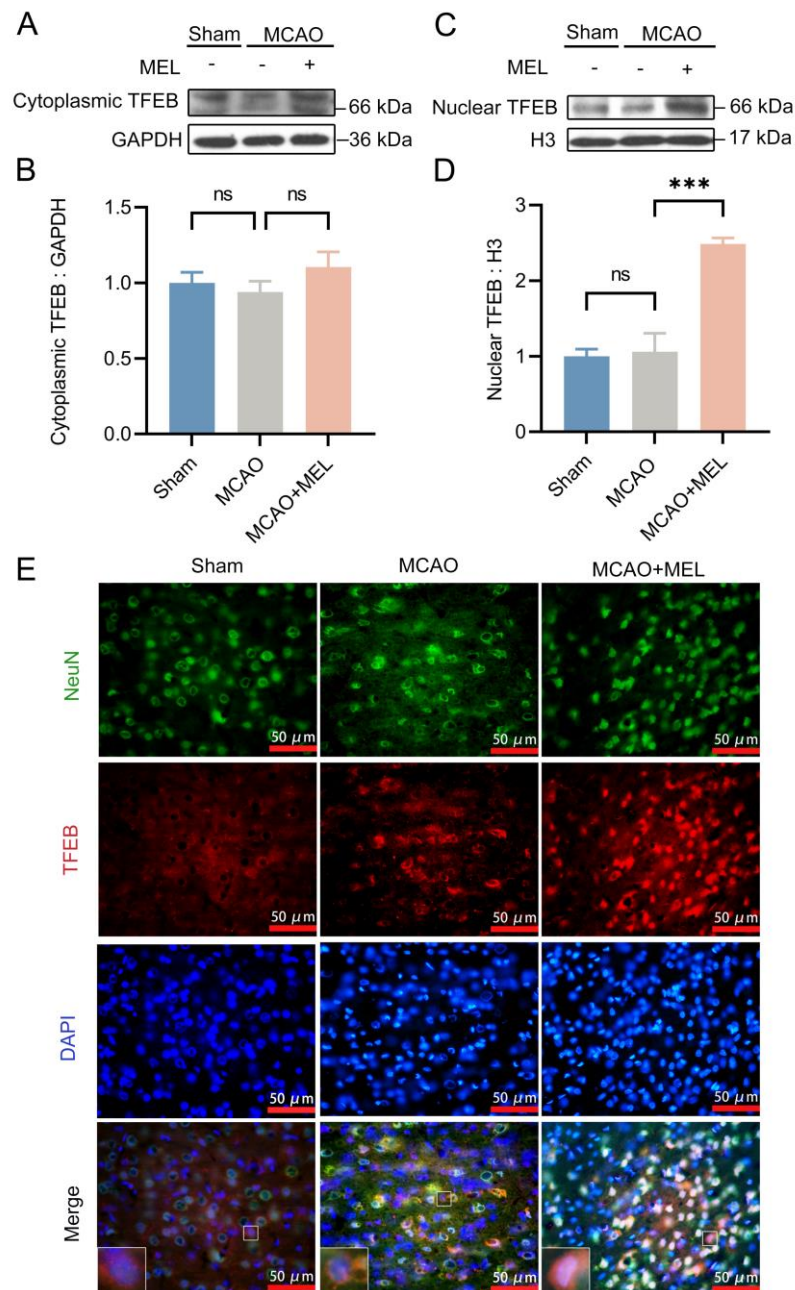 A
Sham MCAO
MEL - - +
Cytoplasmic TFEB –66 kDa
GAPDH –36 kDa
C
Sham MCAO
MEL - - +
Nuclear TFEB – 66 kDa
H3 – 17 kDa
B
Cytoplasmic TFEB : GAPDH
1.5
1.0
0.5
0.0
ns ns
Sham
MCAO
MCAO+MEL
D
Nuclear TFEB : H3
3
2
1
0
ns ***
Sham
MCAO
MCAO+MEL
E
Sham MCAO MCAO+MEL
NeuN
50 μm 50 μm 50 μm
TFEB
50 μm 50 μm 50 μm
DAPI
50 μm 50 μm 50 μm
Merge
50 μm 50 μm 50 μm